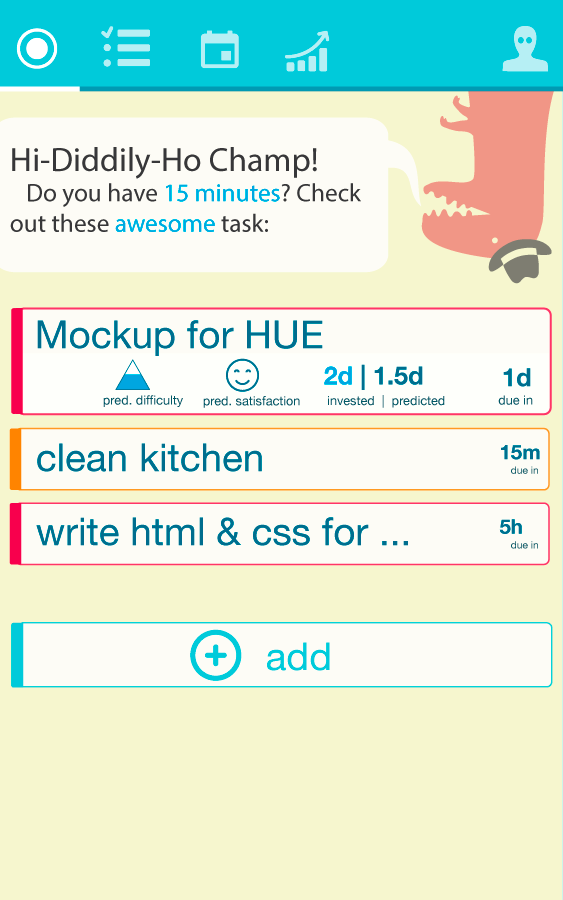 Hi-Diddily-Ho Champ!
Do you have 15 minutes? Check
out these awesome task:
Mockup for HUE
2d | 1.5d
1d
pred. difficulty
pred. satisfaction
invested | predicted
due in
clean kitchen
15m
due in
write html & css for ...
5h
due in
add